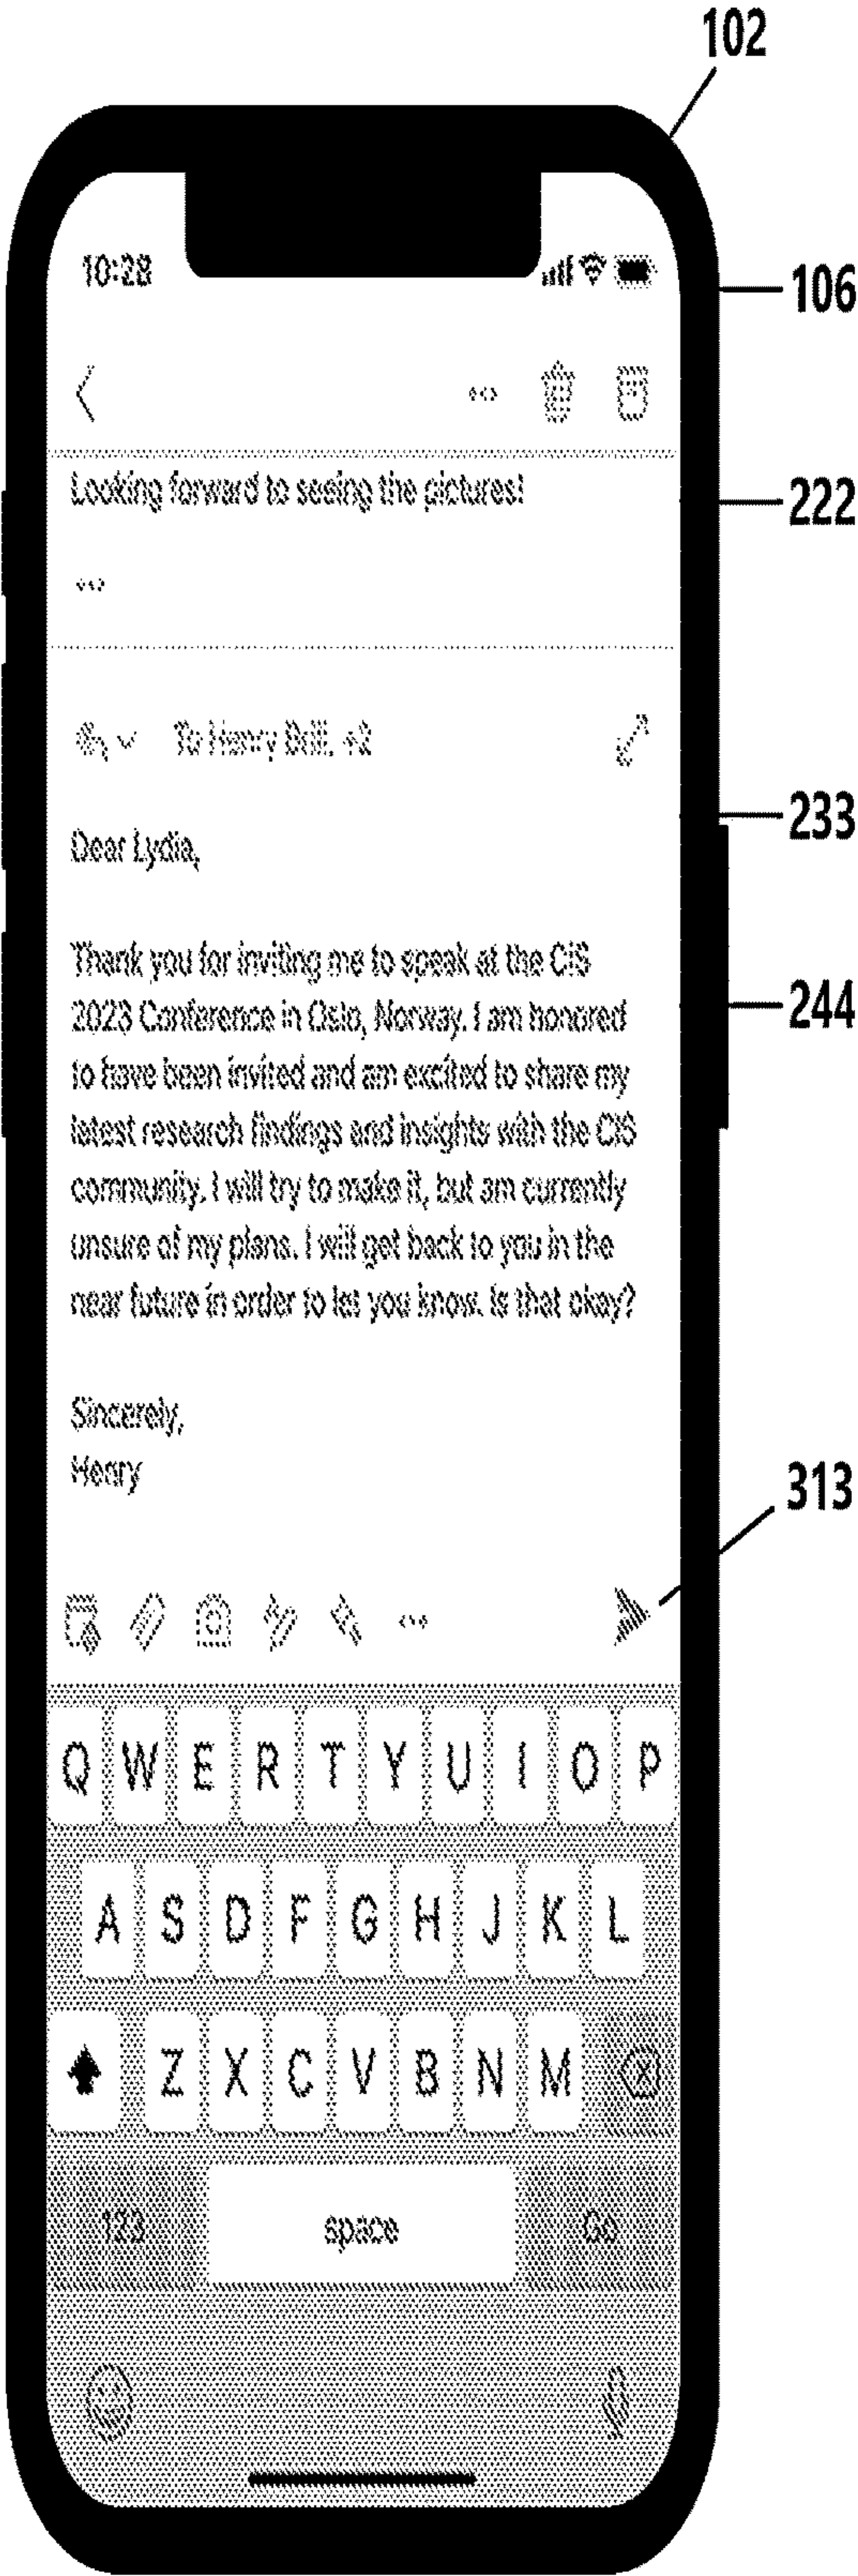 102
10:28
106
Looking forward to seeing the pictures!
222
To Henry Brill, +2
233
Dear Lydia,
Thank you for inviting me to speak at the CIS
2023 Conference in Oslo, Norway. I am honored
244
to have been invited and am excited to share my
latest research findings and insights with the CIS
community. I will try to make it, but am currently
unsure of my plans. I will get back to you in the
near future in order to let you know. Is that okay?
Sincerely,
Henry
313
Q W E R T Y U I O P
A S D F G H J K L
Z X C V B N M
123 space Go